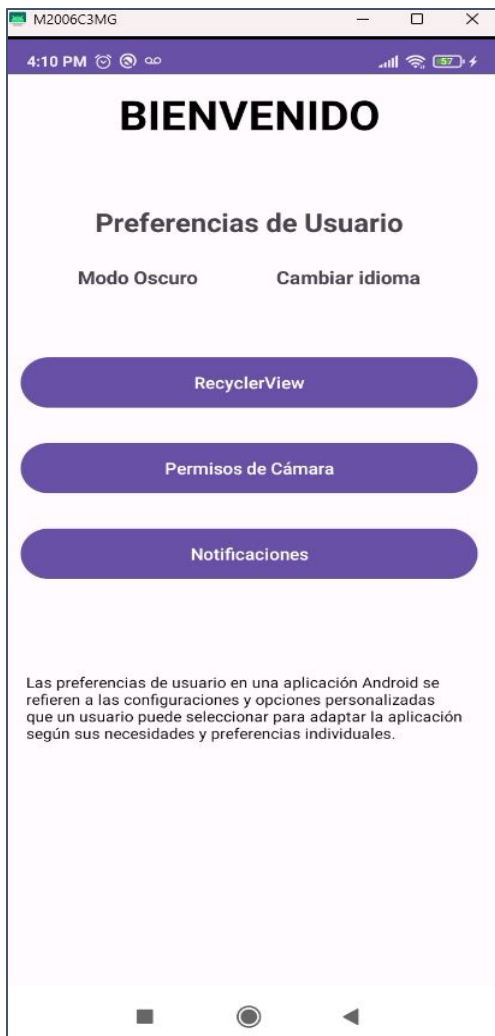 M2006C3MG
4:10 PM 57
BIENVENIDO
Preferencias de Usuario
Modo Oscuro Cambiar idioma
RecyclerView
Permisos de Cámara
Notificaciones
Las preferencias de usuario en una aplicación Android se
refieren a las configuraciones y opciones personalizadas
que un usuario puede seleccionar para adaptar la aplicación
según sus necesidades y preferencias individuales.